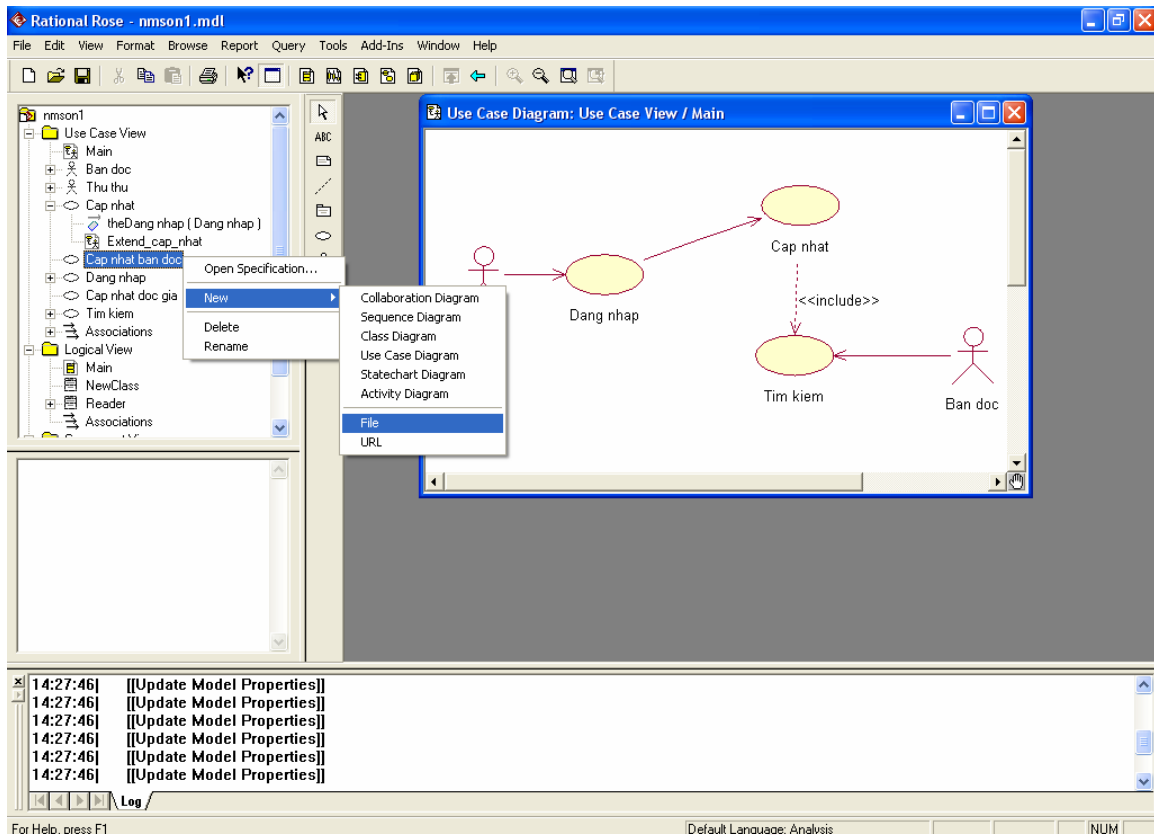 Rational Rose - nmson1.mdl
File Edit View Format Browse Report Query Tools Add-Ins Window Help
nmson1
Use Case View
Main
Ban doc
Thu thu
Cap nhat
theDang nhap ( Dang nhap )
Extend_cap_nhat
Cap nhat ban doc
Dang nhap
Cap nhat doc gia
Tim kiem
Associations
Logical View
Main
NewClass
Reader
Associations
ABC
Open Specification...
New
Delete
Rename
Collaboration Diagram
Sequence Diagram
Class Diagram
Use Case Diagram
Statechart Diagram
Activity Diagram
File
URL
Use Case Diagram: Use Case View / Main
Cap nhat
Dang nhap
<<include>>
Tim kiem
Ban doc
14:27:46| [[Update Model Properties]]
14:27:46| [[Update Model Properties]]
14:27:46| [[Update Model Properties]]
14:27:46| [[Update Model Properties]]
14:27:46| [[Update Model Properties]]
14:27:46| [[Update Model Properties]]
Log
For Help, press F1
Default Language: Analysis
NUM